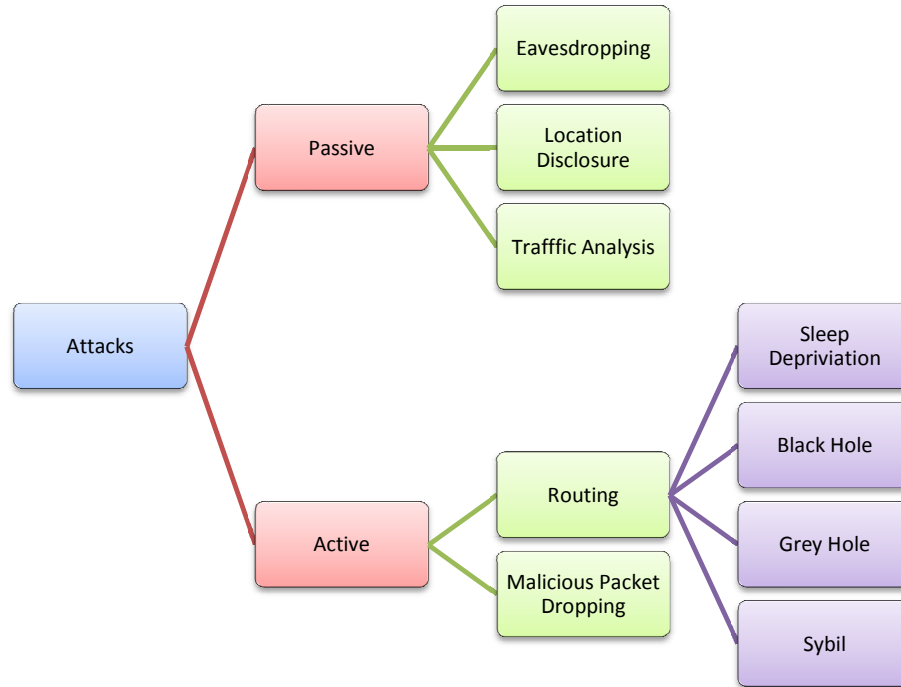 Eavesdropping
Passive
Location
Disclosure
Trafffic Analysis
Attacks
Sleep
Depriviation
Black Hole
Routing
Active
Grey Hole
Malicious Packet
Dropping
Sybil